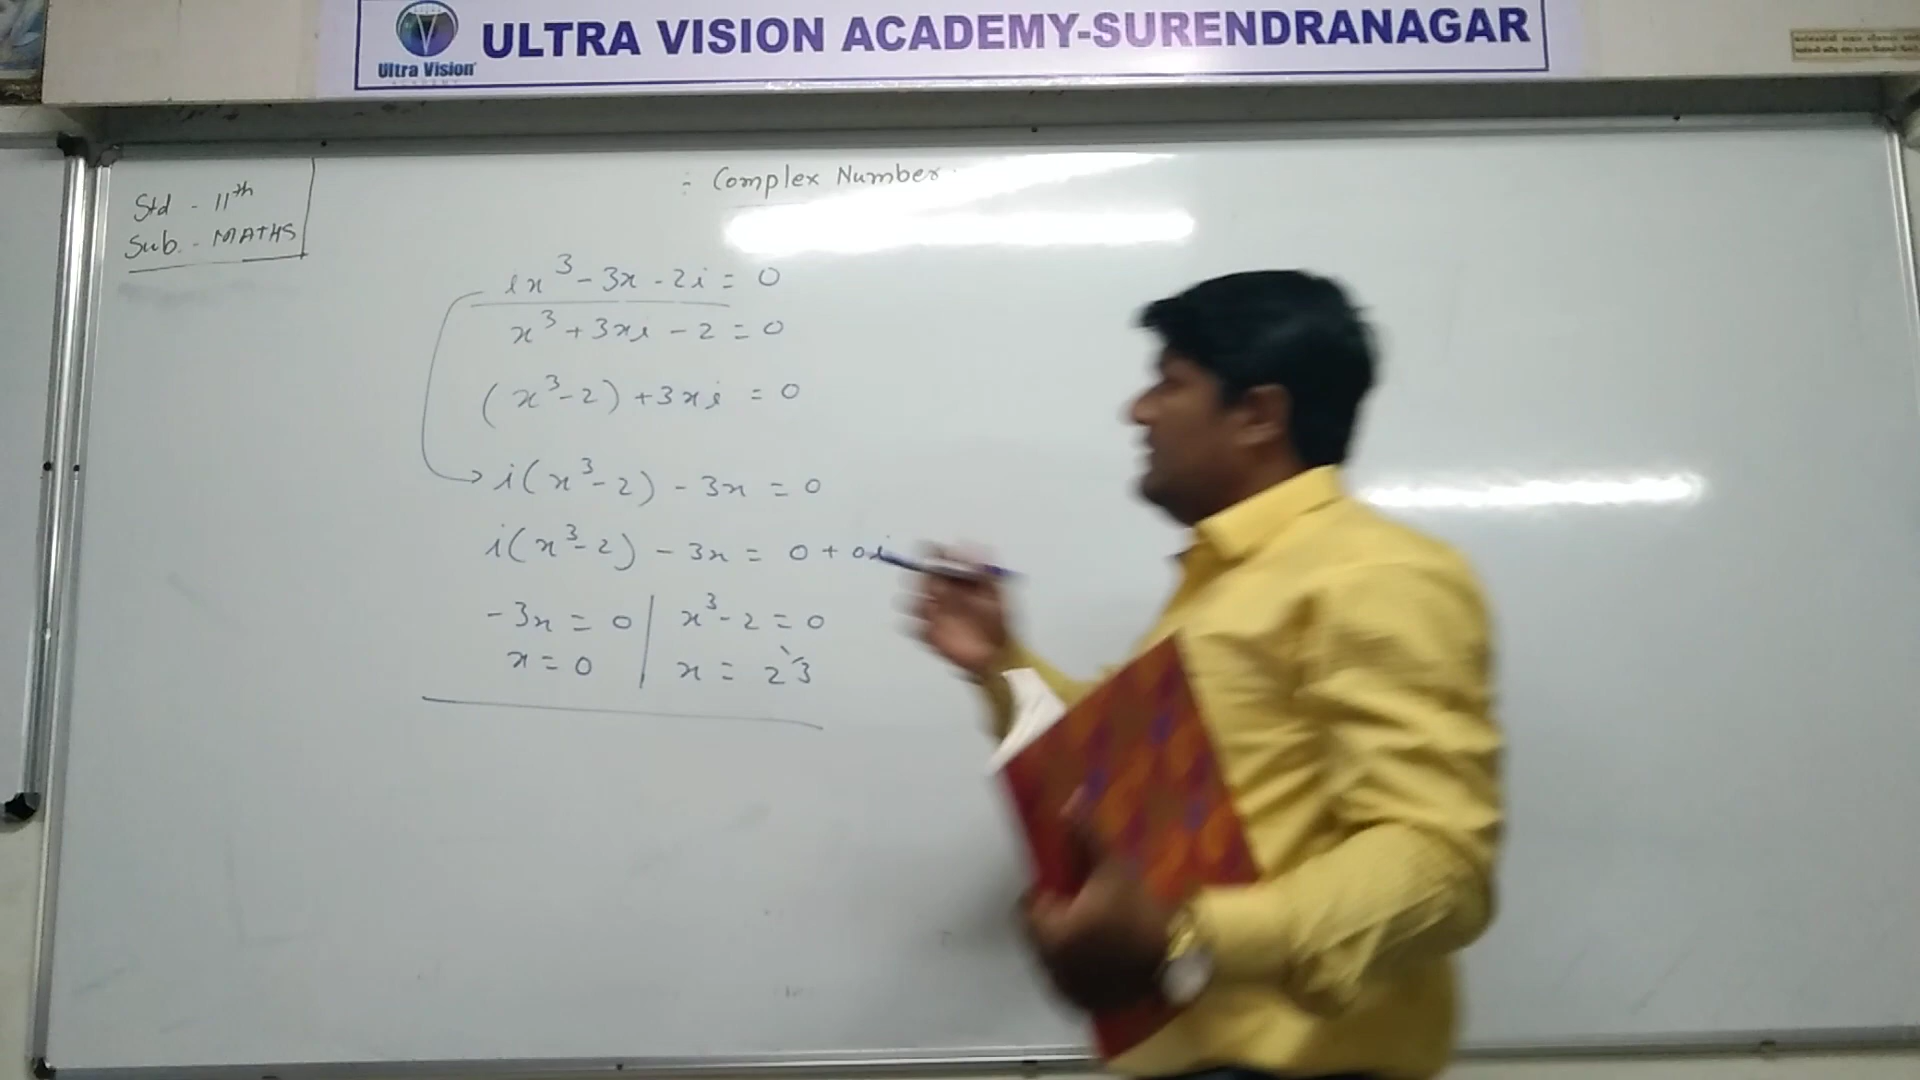 ULTRA VISION ACADEMY-SURENDRANAGAR
Ultra Vision
Std - 11th
Sub. - MATHS
: Complex Number
ix³ - 3x - 2i = 0
x³ + 3xi - 2 = 0
(x³ - 2) + 3xi = 0
i(x³ - 2) - 3x = 0
i(x³ - 2) - 3x = 0 + 0i
-3x = 0 | x³ - 2 = 0
x = 0 | x = 2